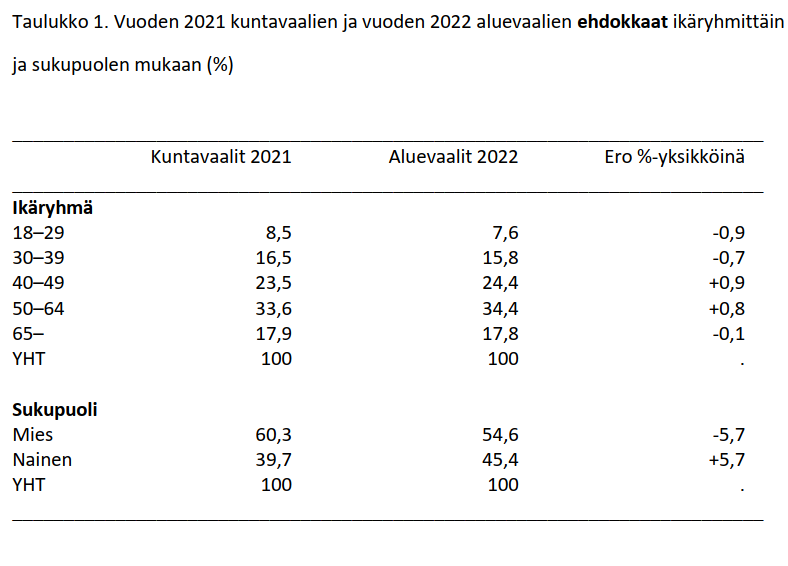 Taulukko 1. Vuoden 2021 kuntavaalien ja vuoden 2022 aluevaalien ehdokkaat ikäryhmittäin
ja sukupuolen mukaan (%)
Kuntavaalit 2021 Aluevaalit 2022 Ero %-yksikköinä
Ikäryhmä
18–29 8,5 7,6 -0,9
30–39 16,5 15,8 -0,7
40–49 23,5 24,4 +0,9
50–64 33,6 34,4 +0,8
65– 17,9 17,8 -0,1
YHT 100 100 .
Sukupuoli
Mies 60,3 54,6 -5,7
Nainen 39,7 45,4 +5,7
YHT 100 100 .